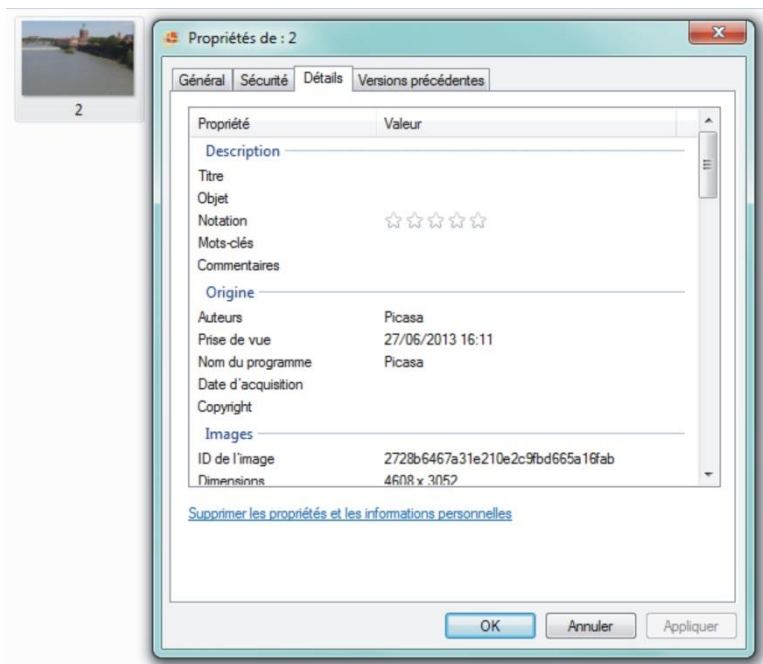 2
Propriétés de : 2
Général Sécurité Détails Versions précédentes
Propriété Valeur
Description
Titre
Objet
Notation
Mots-clés
Commentaires
Origine
Auteurs Picasa
Prise de vue 27/06/2013 16:11
Nom du programme Picasa
Date d'acquisition
Copyright
Images
ID de l'image 2728b6467a31e210e2c9fbd665a16fab
Dimensions 4608 x 3052
Supprimer les propriétés et les informations personnelles
OK Annuler Appliquer